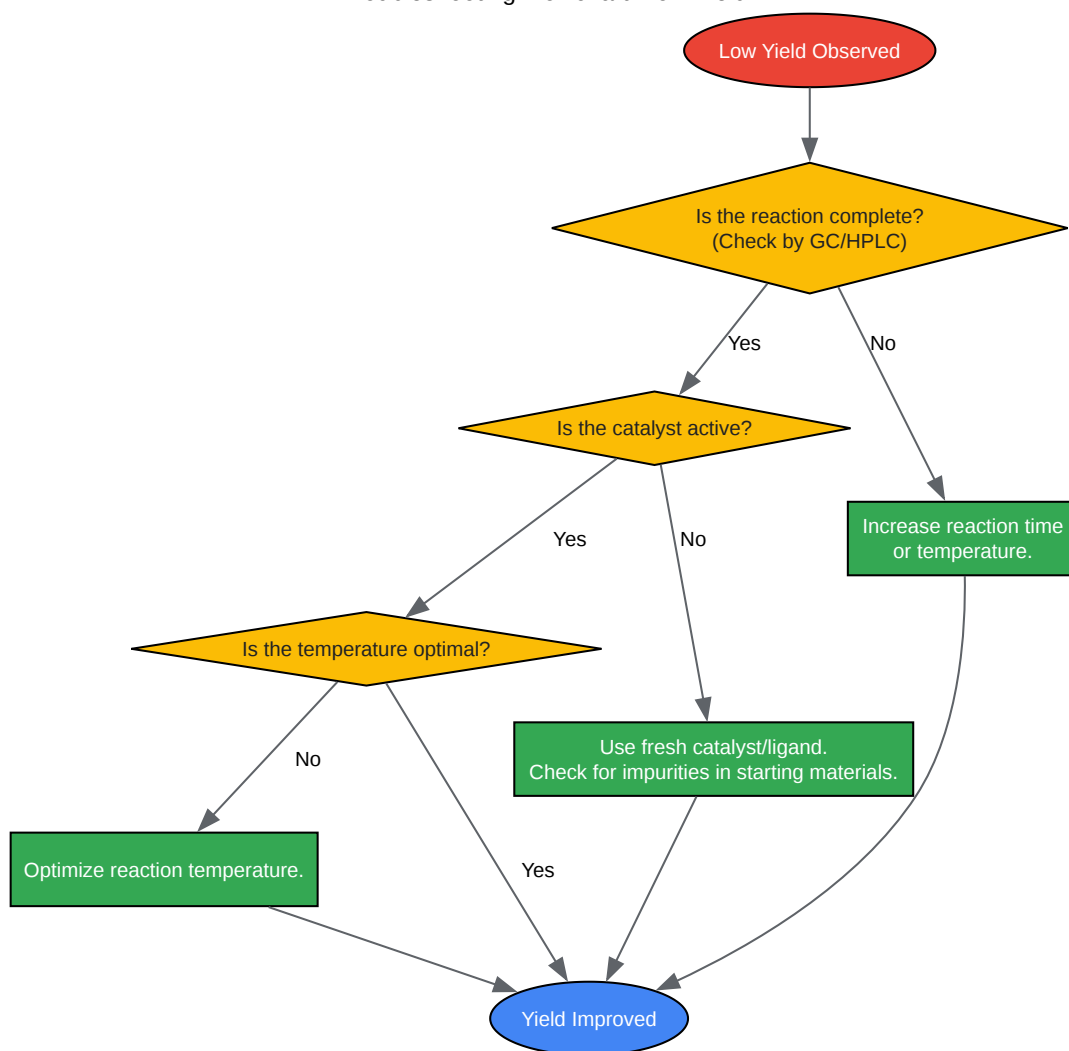 Low Yield Observed
Is the reaction complete?
(Check by GC/HPLC)
Yes
No
Is the catalyst active?
Increase reaction time
or temperature.
Yes
No
Is the temperature optimal?
Use fresh catalyst/ligand.
Check for impurities in starting materials.
No
Optimize reaction temperature.
Yes
Yield Improved